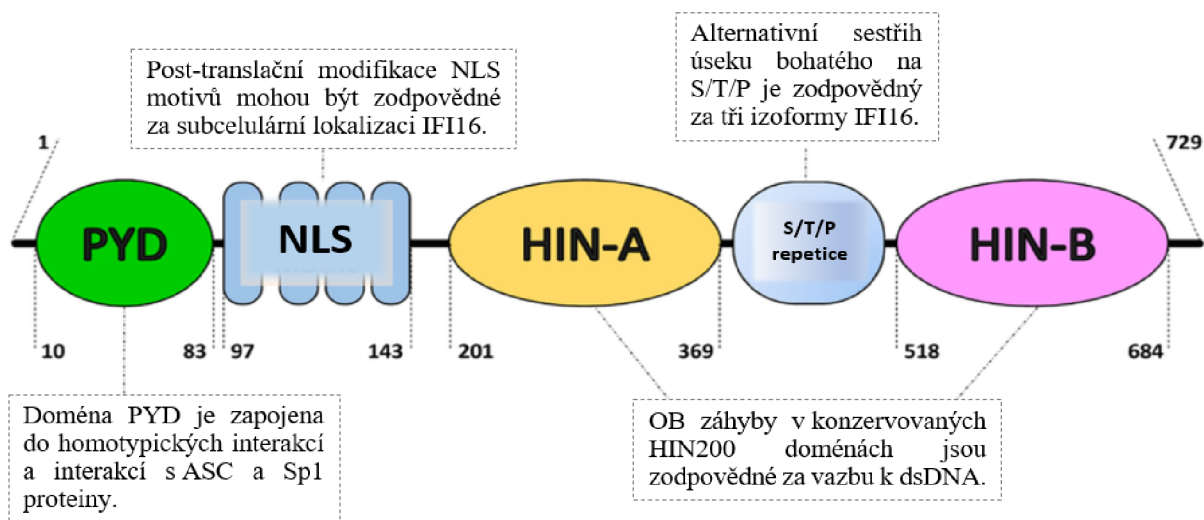 Post-translační modifikace NLS
motivů mohou být zodpovědné
za subcelulární lokalizaci IFI16.
Alternativní sestřih
úseku bohatého na
S/T/P je zodpovědný
za tři izoformy IFI16.
1
729
PYD
NLS
HIN-A
S/T/P
repetice
HIN-B
10
83
97
143
201
369
518
684
Doména PYD je zapojena
do homotypických interakcí
a interakcí s ASC a Sp1
proteiny.
OB záhyby v konzervovaných
HIN200 doménách jsou
zodpovědné za vazbu k dsDNA.